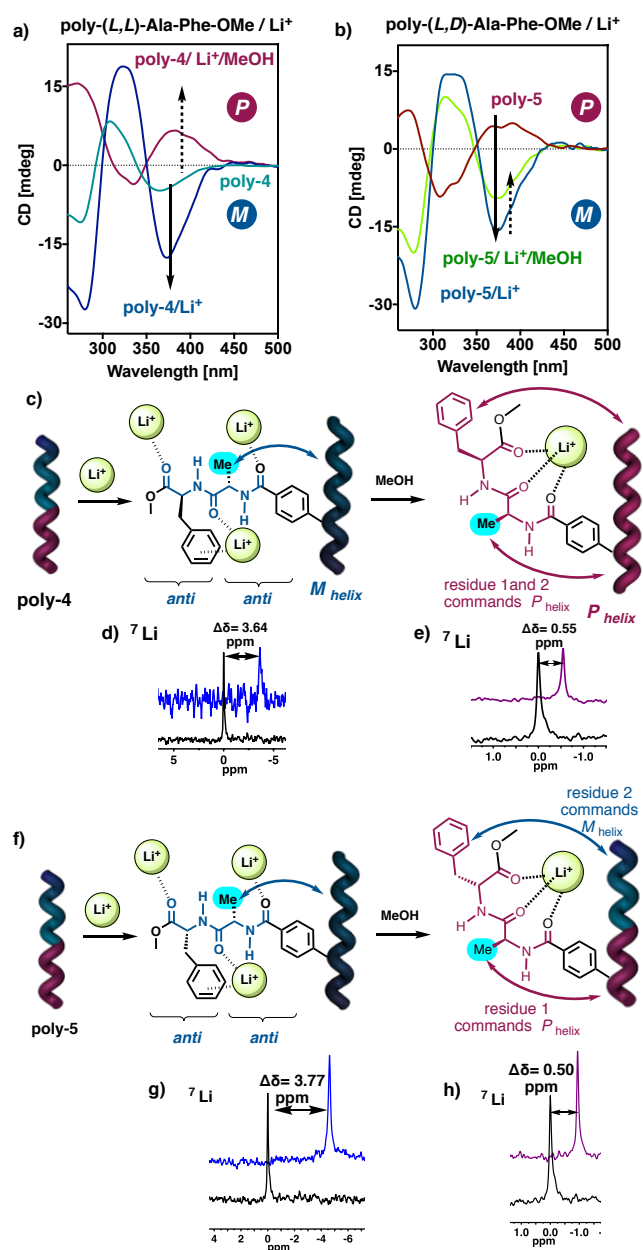 poly-(L,L)-Ala-Phe-OMe / Li+
a)
poly-4/ Li+/MeOH
P
poly-4
M
poly-4/Li+
CD [mdeg]
15
0
-15
-30
300 350 400 450 500
Wavelength [nm]
poly-(L,D)-Ala-Phe-OMe / Li+
b)
poly-5
P
M
poly-5/ Li+/MeOH
poly-5/Li+
CD [mdeg]
15
0
-15
-30
300 350 400 450 500
Wavelength [nm]
c)
poly-4
Li+
Li+
Li+
Li+
O
O
H
N
Me
O
O
N
H
O
anti
anti
M helix
MeOH
O
O
Li+
O
O
N
H
Me
N
H
residue 1and 2
commands P helix
P helix
d)
7 Li
Δδ= 3.64
ppm
5 0 -5
ppm
e)
7 Li
Δδ= 0.55
ppm
1.0 0.0 -1.0
ppm
f)
poly-5
Li+
Li+
Li+
Li+
O
O
H
N
Me
O
O
N
H
O
anti
anti
MeOH
residue 2
commands
M helix
O
O
Li+
O
O
N
H
Me
N
H
residue 1
commands P helix
g)
7 Li
Δδ= 3.77
ppm
4 2 0 -2 -4 -6
ppm
h)
7 Li
Δδ= 0.50
ppm
1.0 0.0 -1.0
ppm